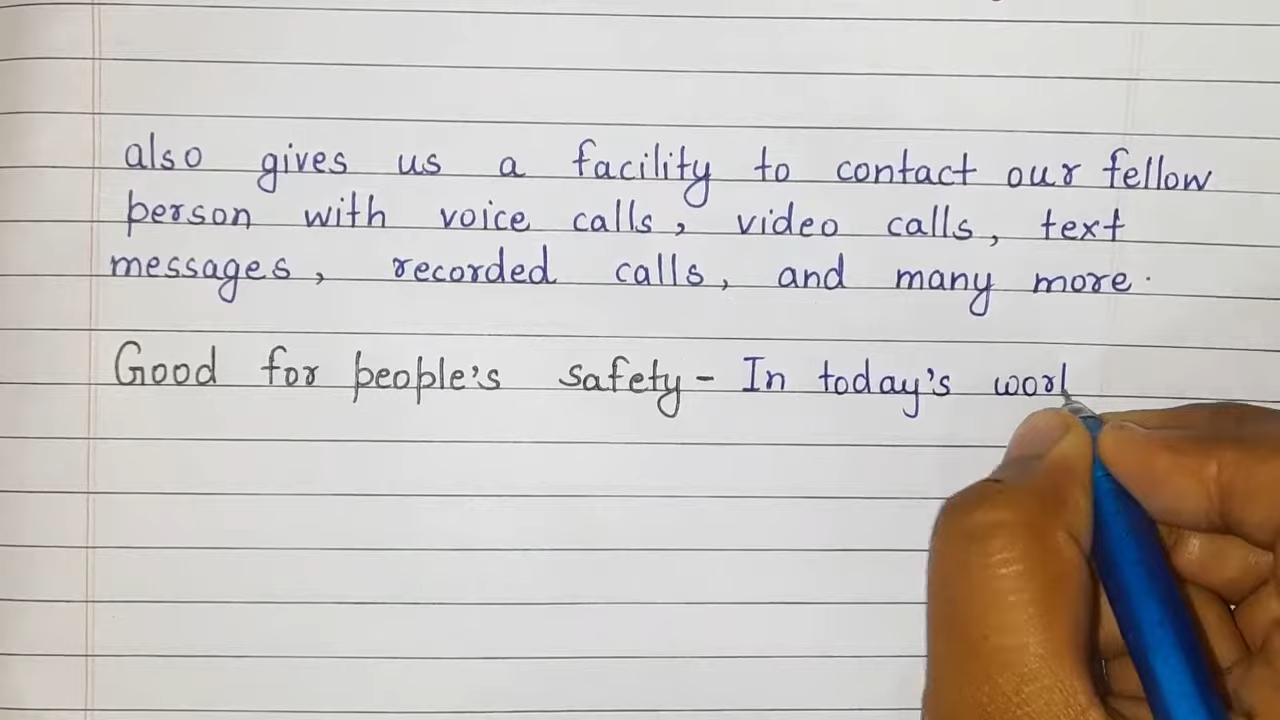 also gives us a facility to contact our fellow
person with voice calls, video calls, text
messages, recorded calls, and many more.
Good for people's safety - In today's worl